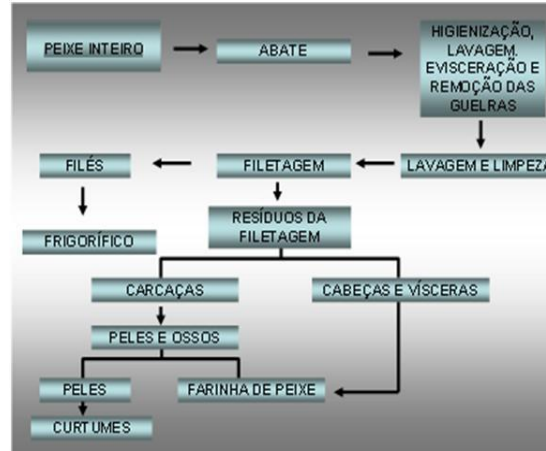 PEIXE INTEIRO
ABATE
HIGIENIZAÇÃO,
LAVAGEM.
EVISCERAÇÃO E
REMOÇÃO DAS
GUELRAS
FILÉS
FILETAGEM
LAVAGEM E LIMPEZA
FRIGORÍFICO
RESÍDUOS DA
FILETAGEM
CARCAÇAS
CABEÇAS E VÍSCERAS
PELES E OSSOS
PELES
FARINHA DE PEIXE
CURTUMES